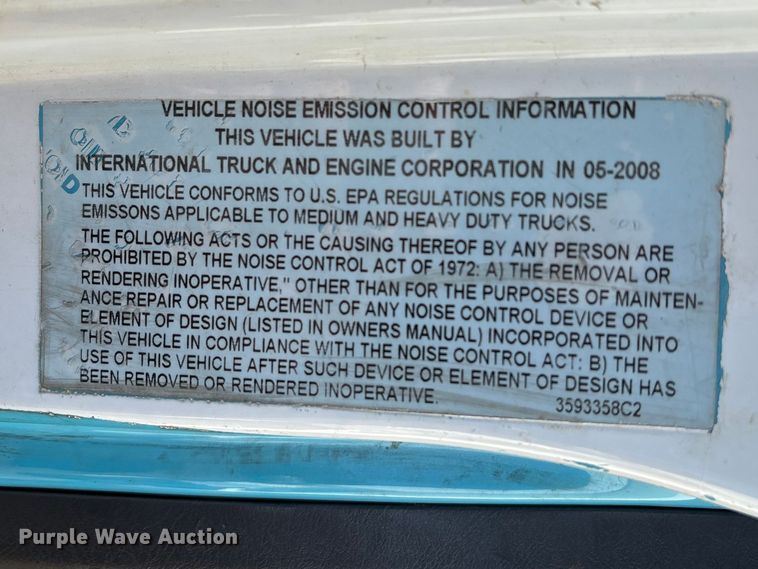 VEHICLE NOISE EMISSION CONTROL INFORMATION
THIS VEHICLE WAS BUILT BY
INTERNATIONAL TRUCK AND ENGINE CORPORATION IN 05-2008
THIS VEHICLE CONFORMS TO U.S. EPA REGULATIONS FOR NOISE
EMISSONS APPLICABLE TO MEDIUM AND HEAVY DUTY TRUCKS.
THE FOLLOWING ACTS OR THE CAUSING THEREOF BY ANY PERSON ARE
PROHIBITED BY THE NOISE CONTROL ACT OF 1972: A) THE REMOVAL OR
RENDERING INOPERATIVE," OTHER THAN FOR THE PURPOSES OF MAINTEN-
ANCE REPAIR OR REPLACEMENT OF ANY NOISE CONTROL DEVICE OR
ELEMENT OF DESIGN (LISTED IN OWNERS MANUAL) INCORPORATED INTO
THIS VEHICLE IN COMPLIANCE WITH THE NOISE CONTROL ACT: B) THE
USE OF THIS VEHICLE AFTER SUCH DEVICE OR ELEMENT OF DESIGN HAS
BEEN REMOVED OR RENDERED INOPERATIVE.
3593358C2
Purple Wave Auction